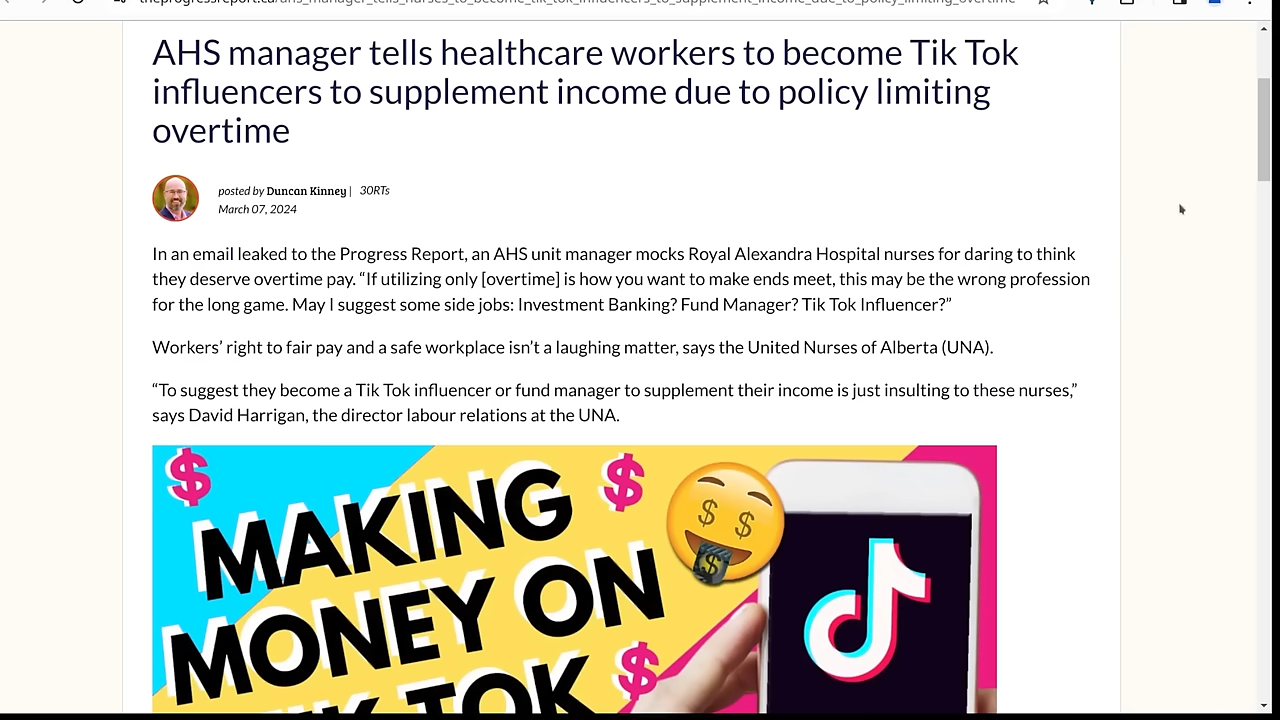 theprogressreport.ca/ahs_manager_tells_nurses_to_become_tik_tok_influencers_to_supplement_income_due_to_policy_limiting_overtime
AHS manager tells healthcare workers to become Tik Tok
influencers to supplement income due to policy limiting
overtime
posted by Duncan Kinney | 30RTs
March 07, 2024
In an email leaked to the Progress Report, an AHS unit manager mocks Royal Alexandra Hospital nurses for daring to think
they deserve overtime pay. “If utilizing only [overtime] is how you want to make ends meet, this may be the wrong profession
for the long game. May I suggest some side jobs: Investment Banking? Fund Manager? Tik Tok Influencer?”
Workers’ right to fair pay and a safe workplace isn’t a laughing matter, says the United Nurses of Alberta (UNA).
“To suggest they become a Tik Tok influencer or fund manager to supplement their income is just insulting to these nurses,”
says David Harrigan, the director labour relations at the UNA.
$ MAKING $
$ $
$
MONEY ON
TIK TOK $